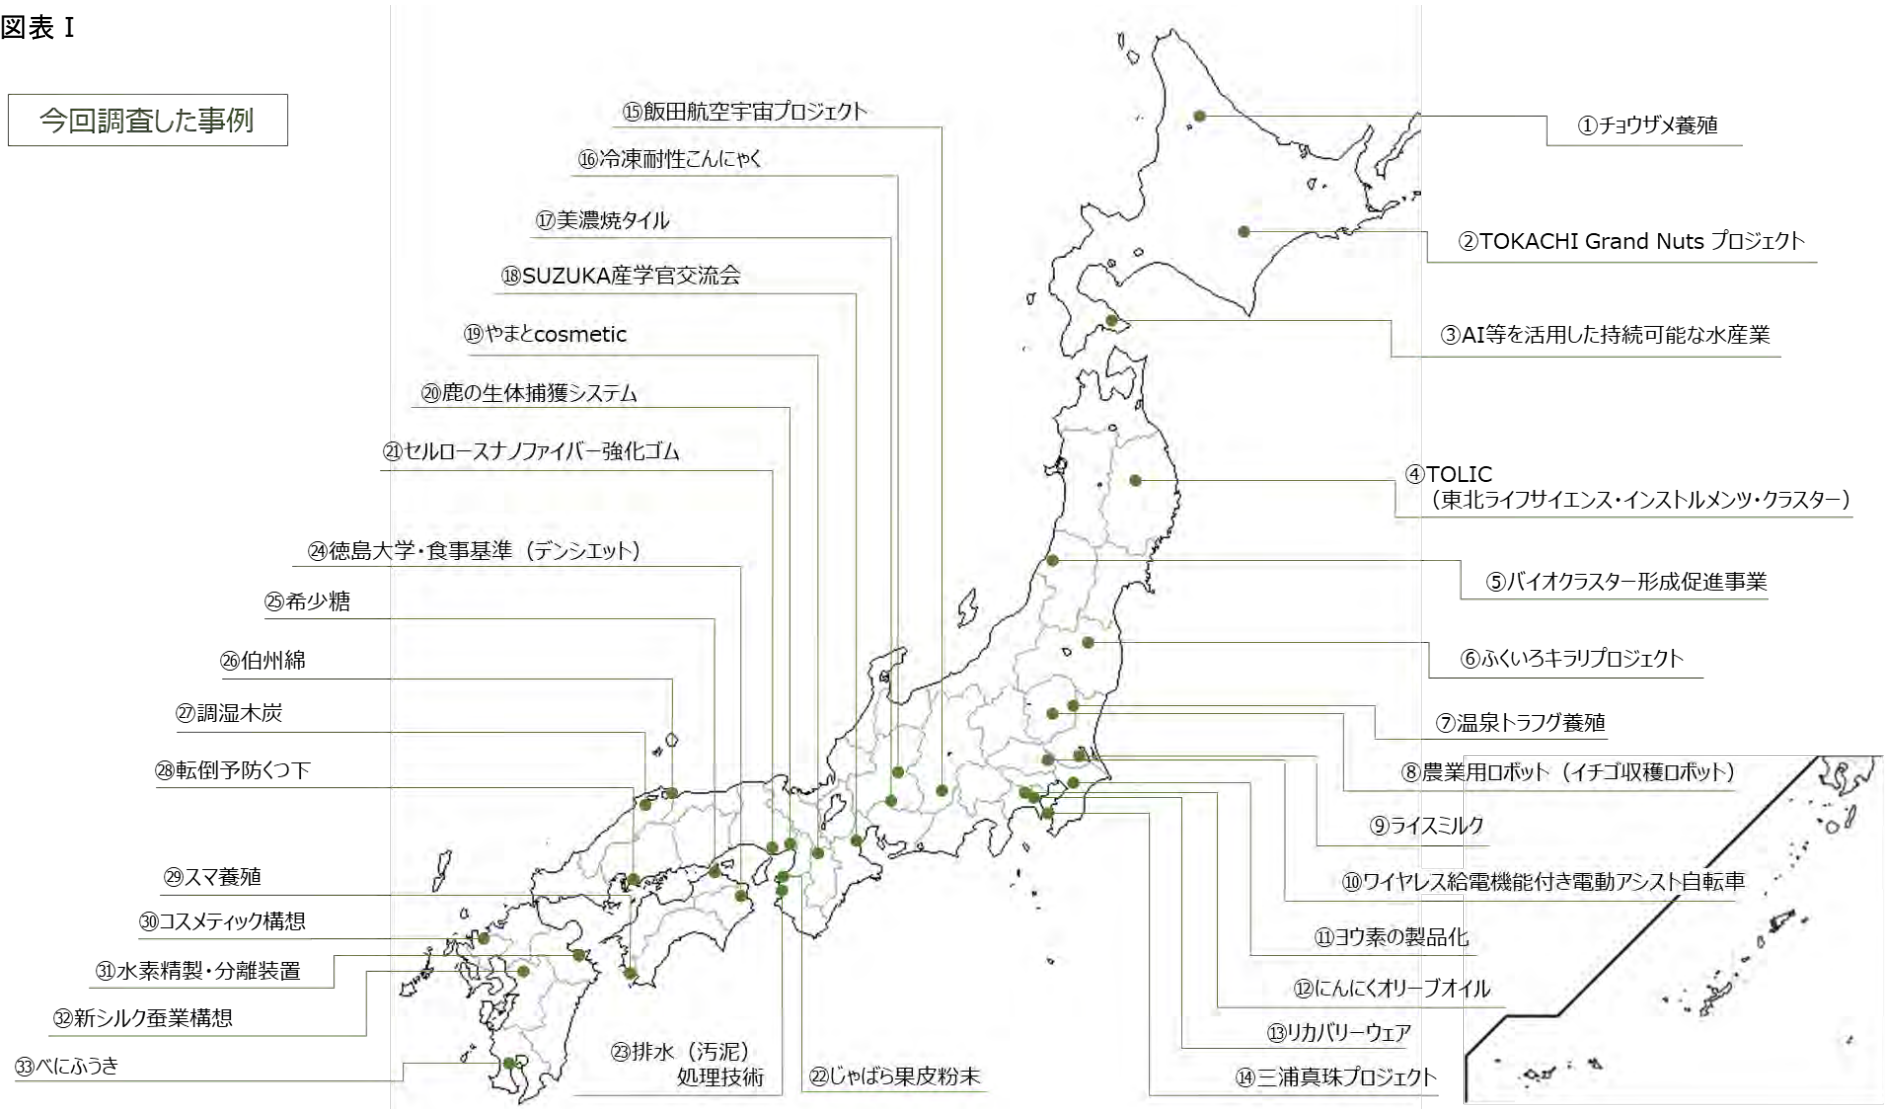 図表 I
今回調査した事例
①チョウザメ養殖
②TOKACHI Grand Nuts プロジェクト
③AI等を活用した持続可能な水産業
④TOLIC
（東北ライフサイエンス・インストルメンツ・クラスター）
⑤バイオクラスター形成促進事業
⑥ふくいろキラリプロジェクト
⑦温泉トラフグ養殖
⑧農業用ロボット（イチゴ収穫ロボット）
⑨ライスミルク
⑩ワイヤレス給電機能付き電動アシスト自転車
⑪ヨウ素の製品化
⑫にんにくオリーブオイル
⑬リカバリーウェア
⑭三浦真珠プロジェクト
⑮飯田航空宇宙プロジェクト
⑯冷凍耐性こんにゃく
⑰美濃焼タイル
⑱SUZUKA産学官交流会
⑲やまとcosmetic
⑳鹿の生体捕獲システム
㉑セルロースナノファイバー強化ゴム
㉒じゃばら果皮粉末
㉓排水（汚泥）
処理技術
㉔徳島大学・食事基準（デンシエット）
㉕希少糖
㉖伯州綿
㉗調湿木炭
㉘転倒予防くつ下
㉙スマ養殖
㉚コスメティック構想
㉛水素精製・分離装置
㉜新シルク蚕業構想
㉝べにふうき